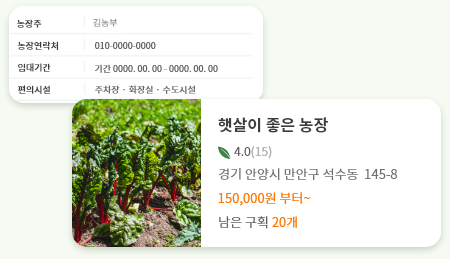 농장주 김농부
농장연락처 010-0000-0000
임대기간 기간 0000. 00. 00 - 0000. 00. 00
편의시설 주차장 · 화장실 · 수도시설
햇살이 좋은 농장
4.0(15)
경기 안양시 만안구 석수동 145-8
150,000원 부터~
남은 구획 20개